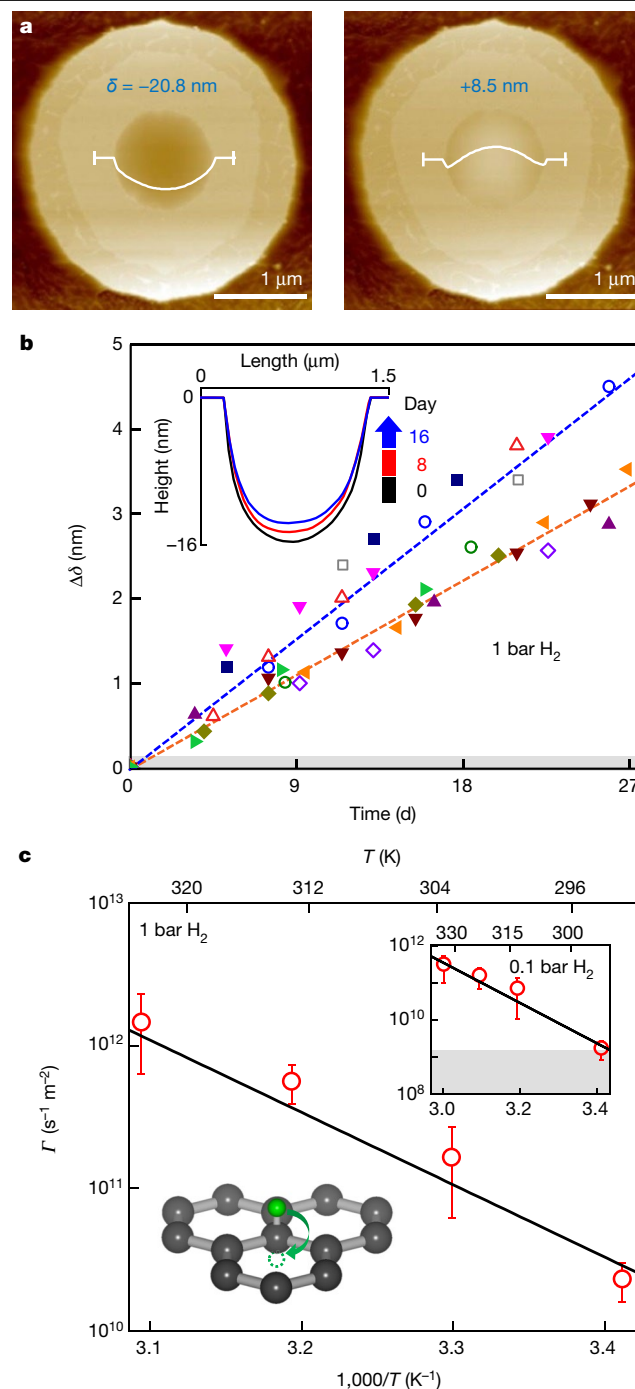 a
δ = −20.8 nm
+8.5 nm
1 μm
1 μm
b
5
4
3
2
1
0
Δδ (nm)
Length (μm)
0
1.5
0
Height (nm)
−16
Day
16
8
0
1 bar H2
0
9
18
27
Time (d)
c
T (K)
320
312
304
296
10^13
10^12
10^11
10^10
Γ (s^−1 m^−2)
1 bar H2
330
315
300
0.1 bar H2
10^12
10^10
10^8
3.0
3.2
3.4
3.1
3.2
3.3
3.4
1,000/T (K^−1)